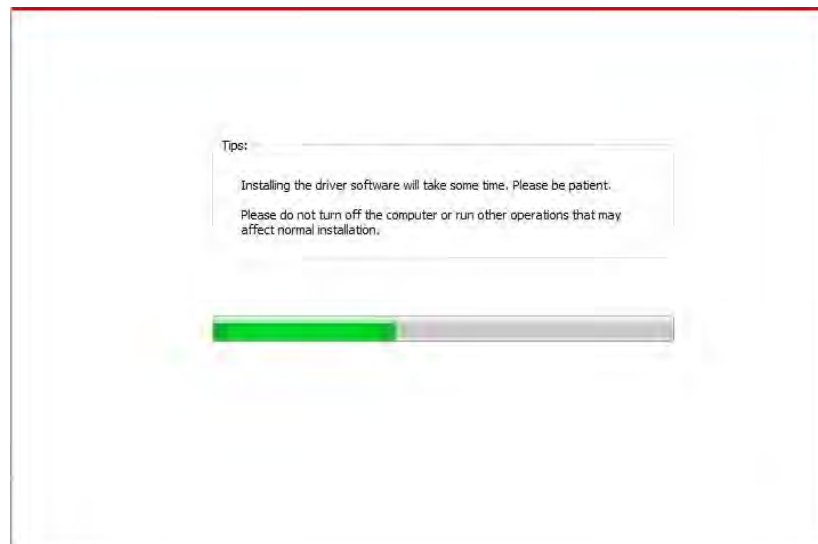 Tips:
Installing the driver software will take some time. Please be patient.
Please do not turn off the computer or run other operations that may
affect normal installation.